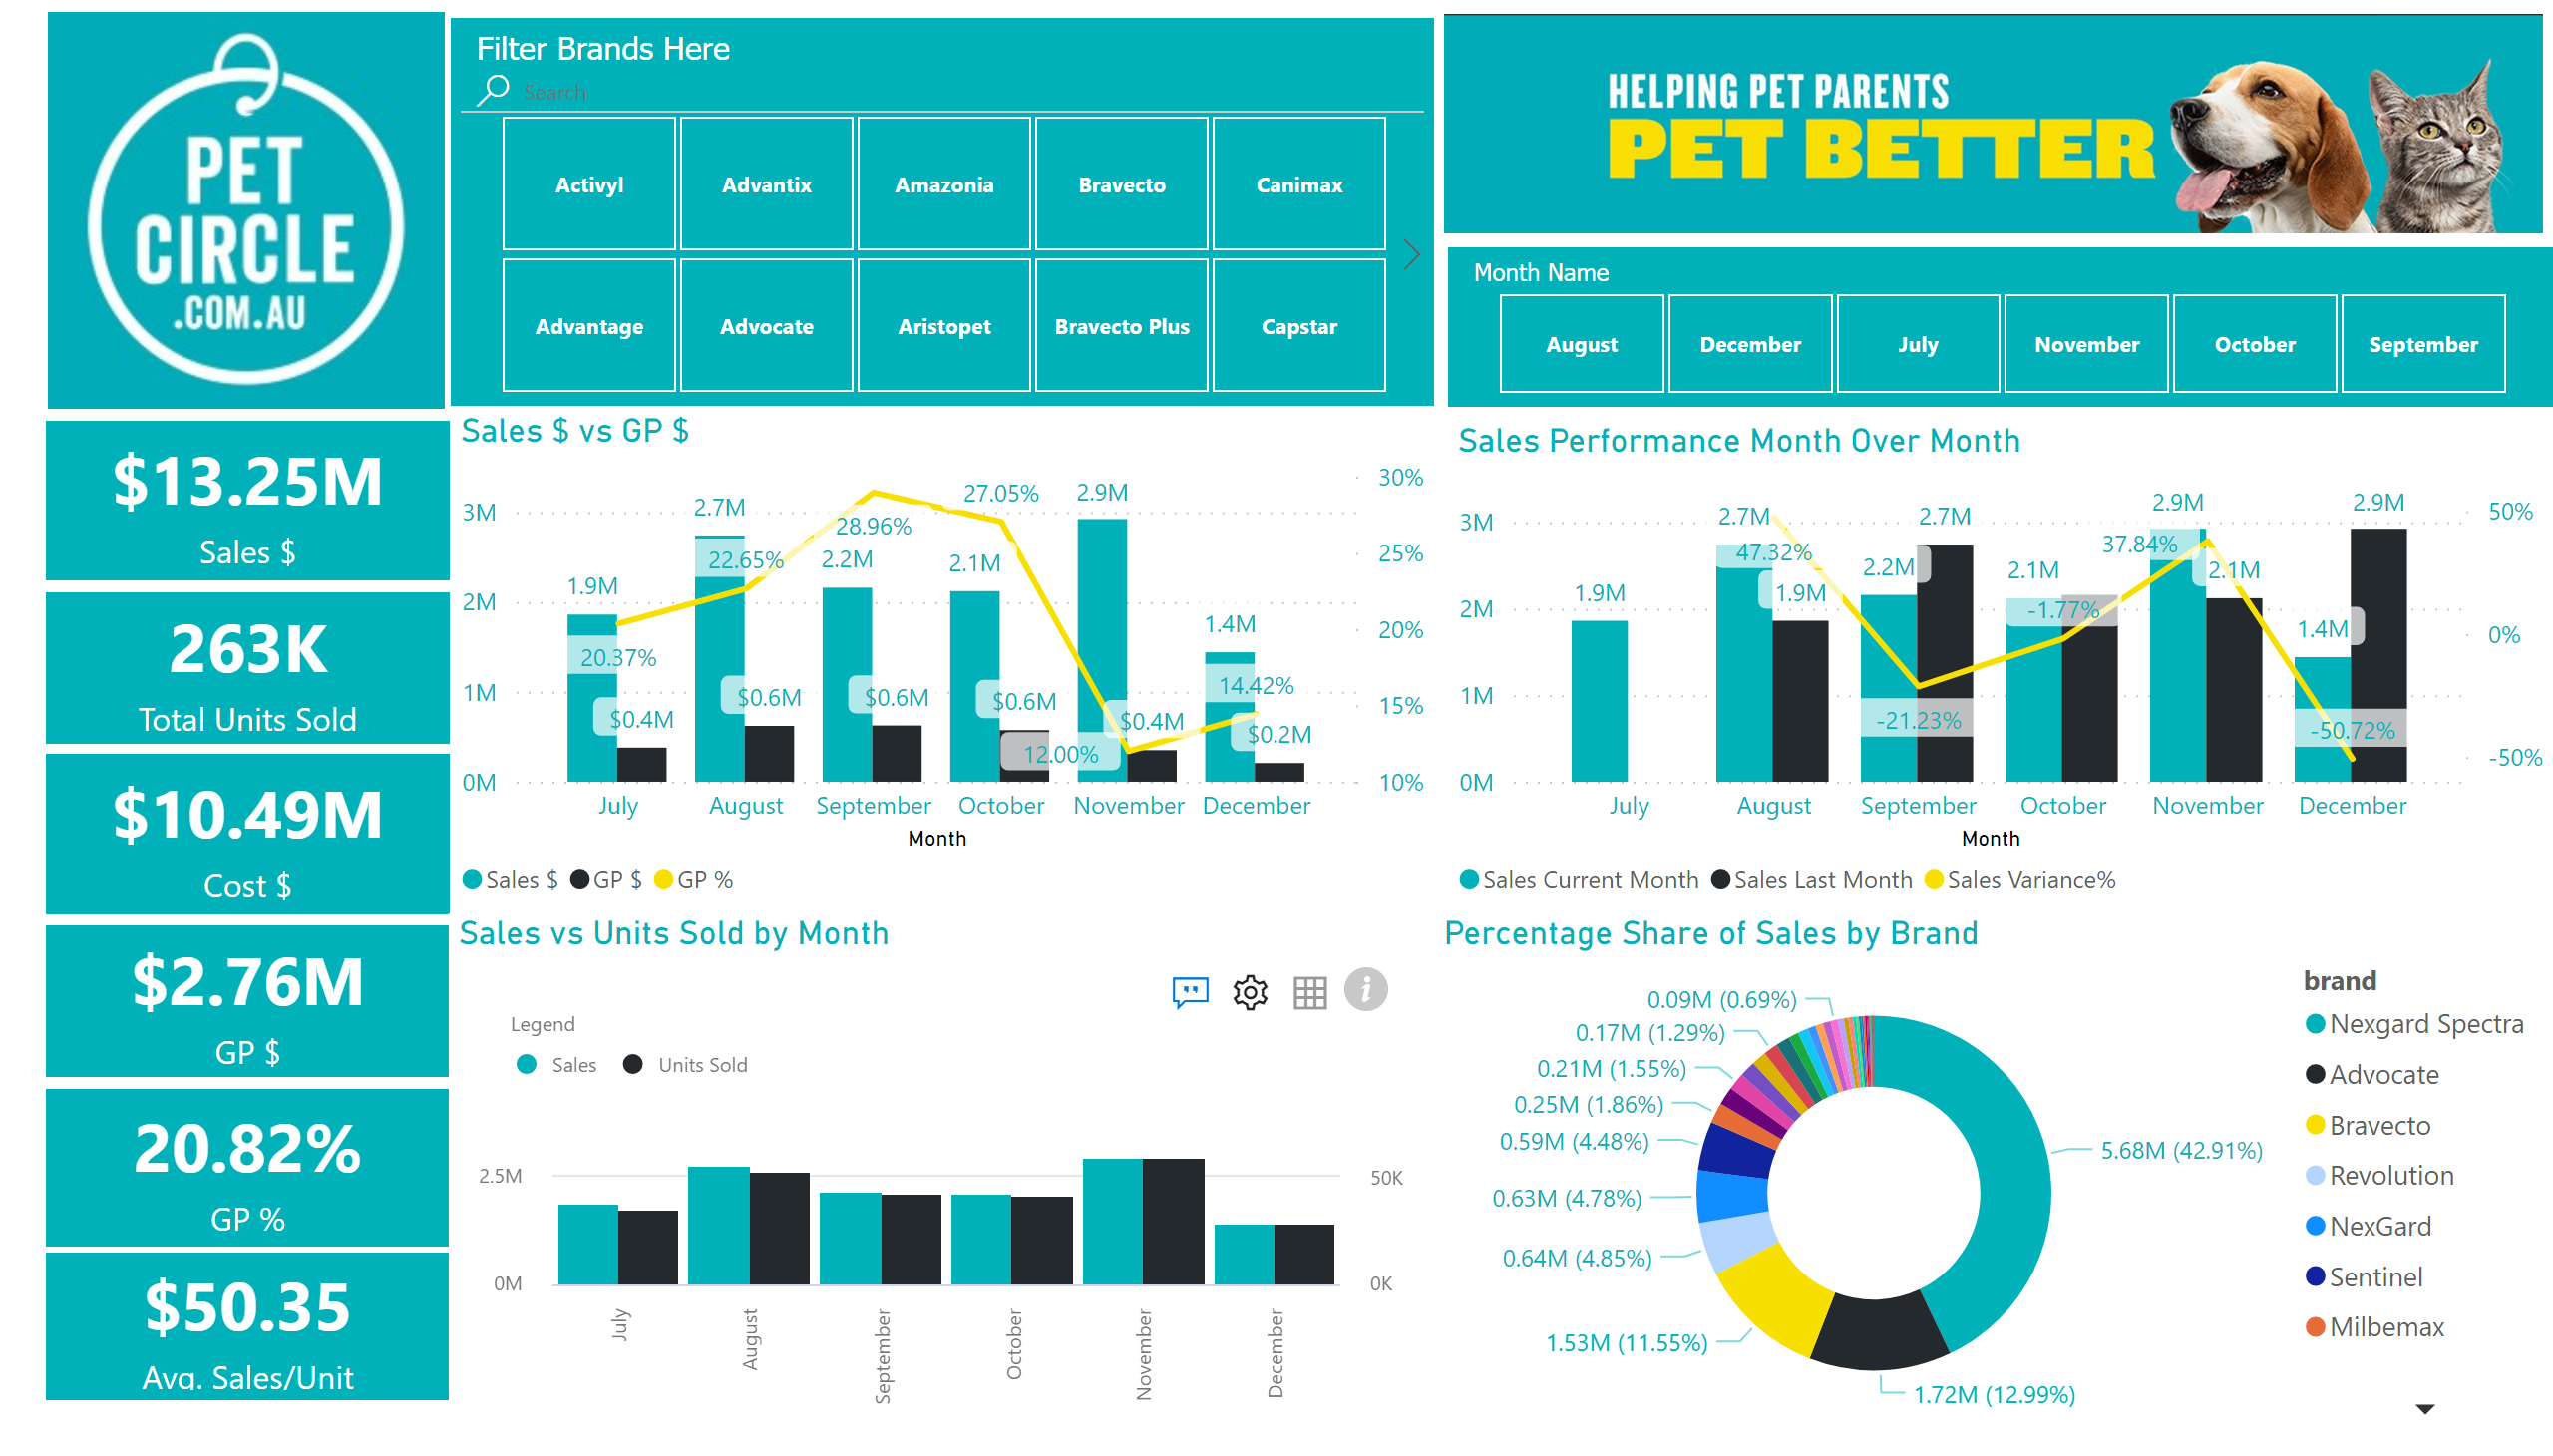 PET
CIRCLE
.COM.AU
Filter Brands Here
Search
Activyl
Advantix
Amazonia
Bravecto
Canimax
Advantage
Advocate
Aristopet
Bravecto Plus
Capstar
HELPING PET PARENTS
PET BETTER
Month Name
August
December
July
November
October
September
$13.25M
Sales $
263K
Total Units Sold
$10.49M
Cost $
$2.76M
GP $
20.82%
GP %
$50.35
Avg. Sales/Unit
Sales $ vs GP $
3M
2M
1M
0M
30%
25%
20%
15%
10%
1.9M
2.7M
2.2M
2.1M
2.9M
1.4M
20.37%
22.65%
28.96%
27.05%
12.00%
14.42%
$0.4M
$0.6M
$0.6M
$0.6M
$0.4M
$0.2M
July
August
September
October
November
December
Month
Sales $
GP $
GP %
Sales Performance Month Over Month
3M
2M
1M
0M
50%
0%
-50%
1.9M
2.7M
2.2M
2.1M
2.9M
1.4M
1.9M
2.7M
2.1M
2.9M
47.32%
-21.23%
-1.77%
37.84%
-50.72%
July
August
September
October
November
December
Month
Sales Current Month
Sales Last Month
Sales Variance%
Sales vs Units Sold by Month
Legend
Sales
Units Sold
2.5M
0M
50K
0K
July
August
September
October
November
December
Percentage Share of Sales by Brand
0.09M (0.69%)
0.17M (1.29%)
0.21M (1.55%)
0.25M (1.86%)
0.59M (4.48%)
0.63M (4.78%)
0.64M (4.85%)
1.53M (11.55%)
1.72M (12.99%)
5.68M (42.91%)
brand
Nexgard Spectra
Advocate
Bravecto
Revolution
NexGard
Sentinel
Milbemax